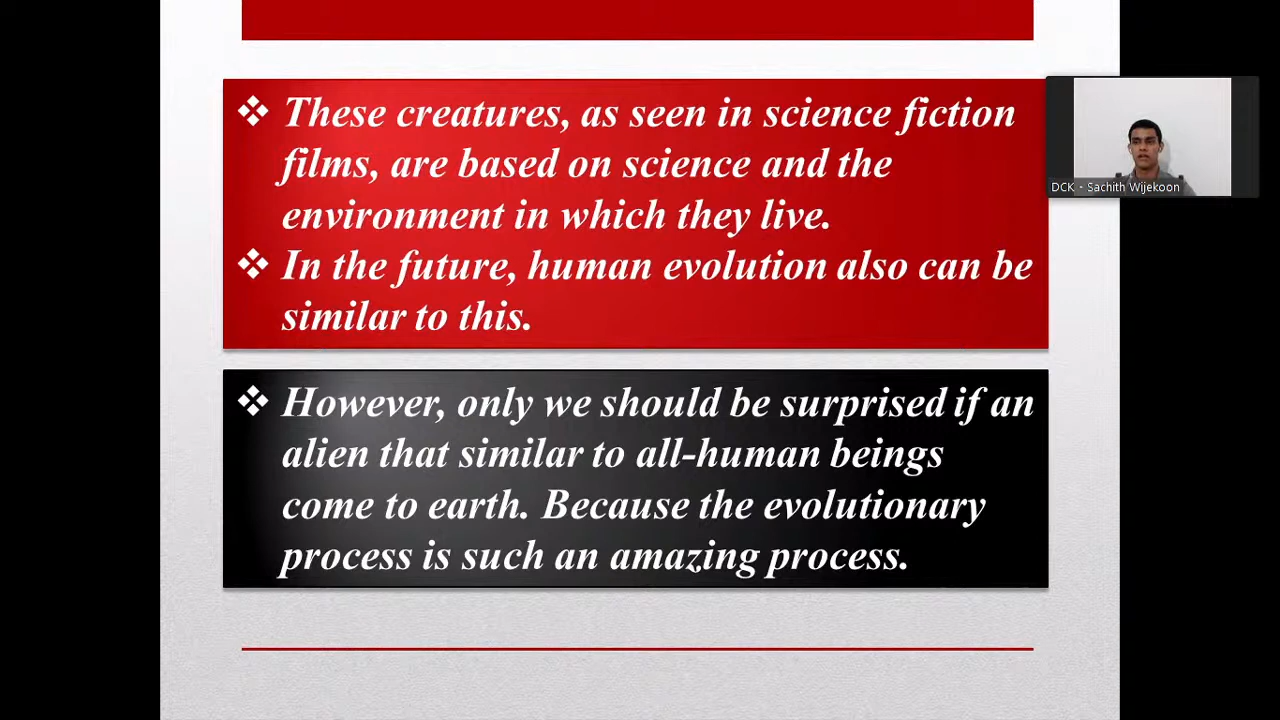 ❖ These creatures, as seen in science fiction
films, are based on science and the
environment in which they live.
❖ In the future, human evolution also can be
similar to this.
❖ However, only we should be surprised if an
alien that similar to all-human beings
come to earth. Because the evolutionary
process is such an amazing process.
DCK - Sachith Wijekoon